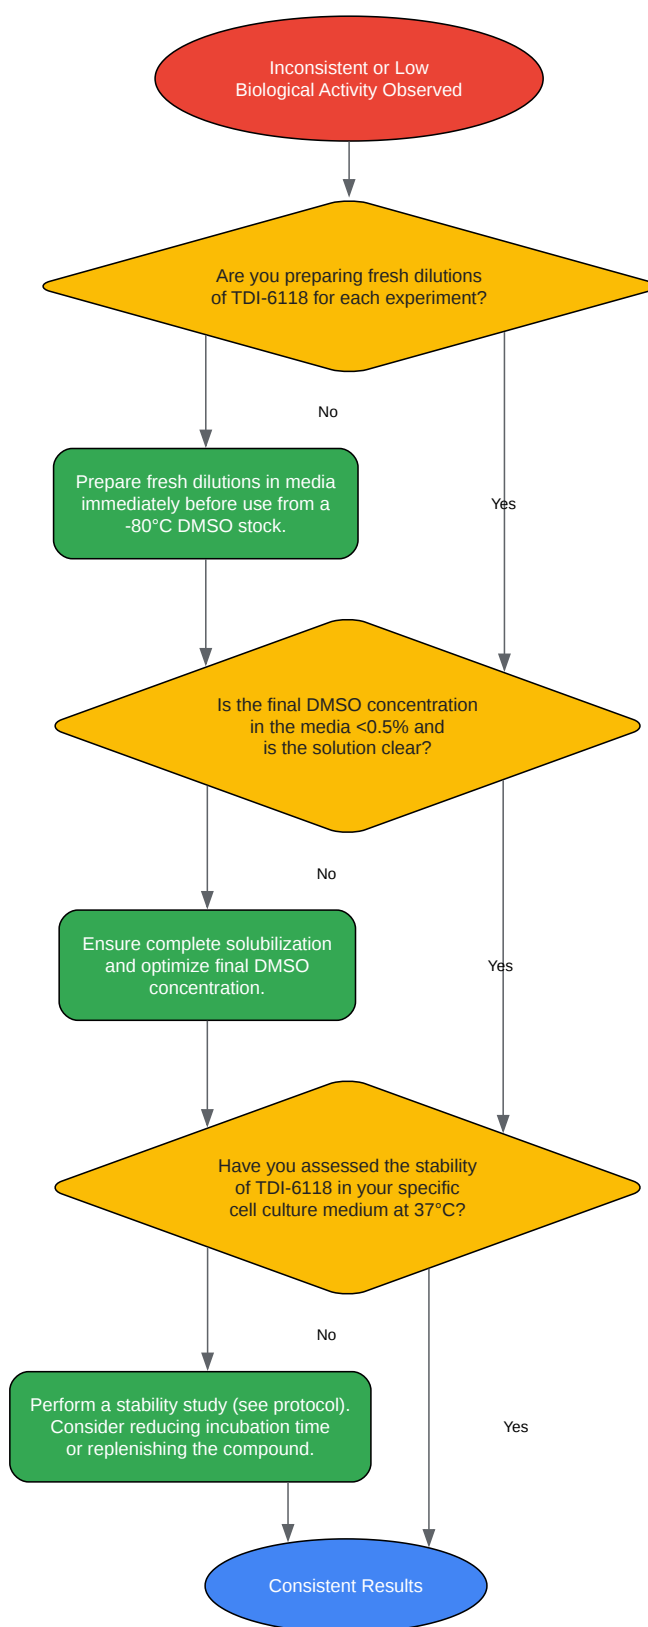 Inconsistent or Low
Biological Activity Observed
Are you preparing fresh dilutions
of TDI-6118 for each experiment?
No
Prepare fresh dilutions in media
immediately before use from a
-80°C DMSO stock.
Yes
Is the final DMSO concentration
in the media <0.5% and
is the solution clear?
No
Ensure complete solubilization
and optimize final DMSO
concentration.
Yes
Have you assessed the stability
of TDI-6118 in your specific
cell culture medium at 37°C?
No
Perform a stability study (see protocol).
Consider reducing incubation time
or replenishing the compound.
Yes
Consistent Results